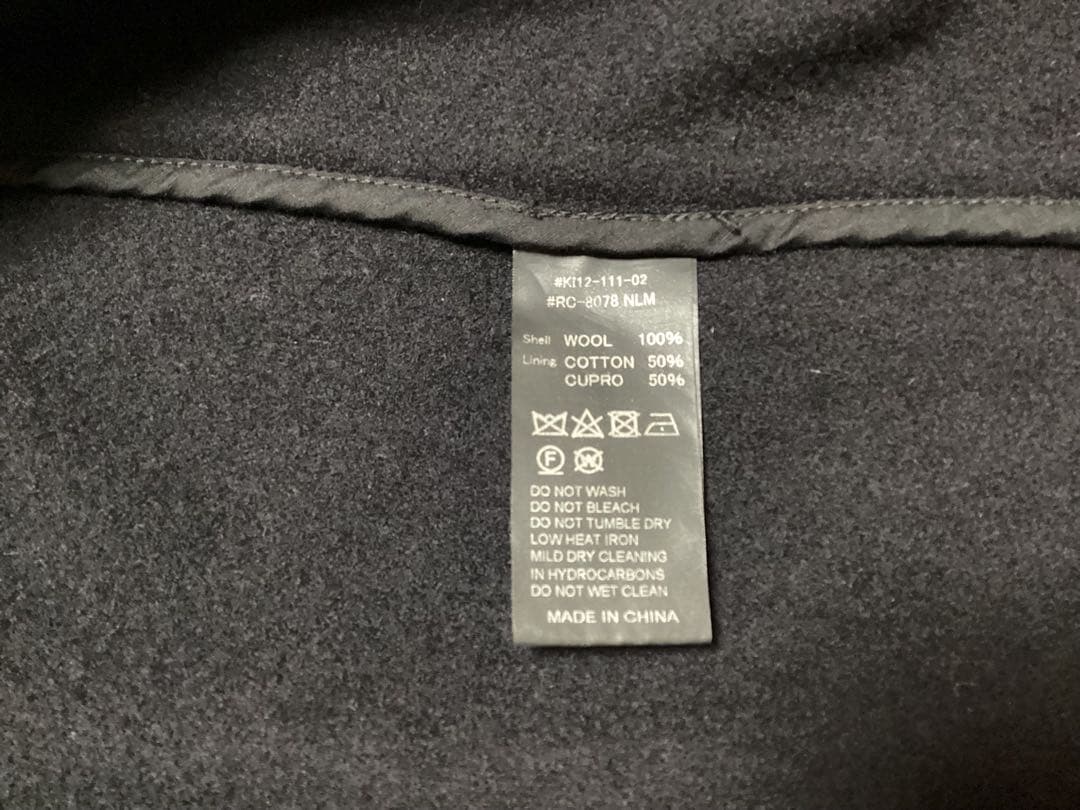 #KI12-111-02
#RC-8078 NLM
Shell WOOL 100%
Lining COTTON 50%
CUPRO 50%
F W
DO NOT WASH
DO NOT BLEACH
DO NOT TUMBLE DRY
LOW HEAT IRON
MILD DRY CLEANING
IN HYDROCARBONS
DO NOT WET CLEAN
MADE IN CHINA